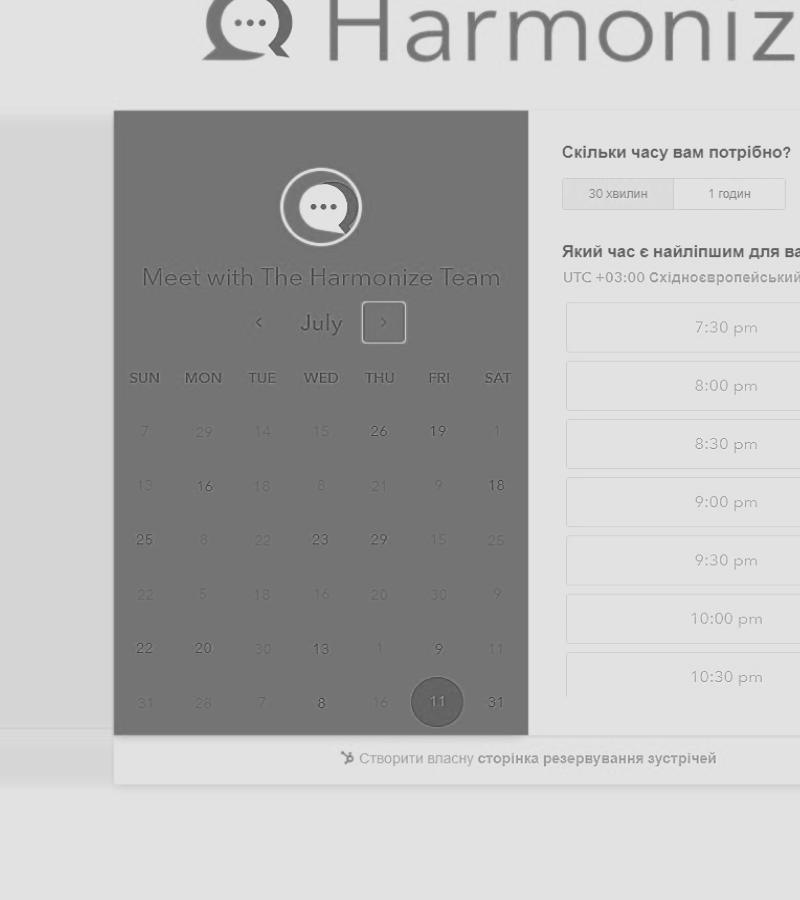 Harmoniz
Скільки часу вам потрібно?
30 хвилин 1 годин
Який час є найліпшим для ва
UTC +03:00 Східноєвропейський
Meet with The Harmonize Team
July
SUN MON TUE WED THU FRI SAT
7 29 14 15 26 19 1
13 16 18 8 21 9 18
25 8 22 23 29 15 25
22 5 18 16 20 30 9
22 20 30 13 1 9 11
31 28 7 8 16 11 31
7:30 pm
8:00 pm
8:30 pm
9:00 pm
9:30 pm
10:00 pm
10:30 pm
Створити власну сторінка резервування зустрічей